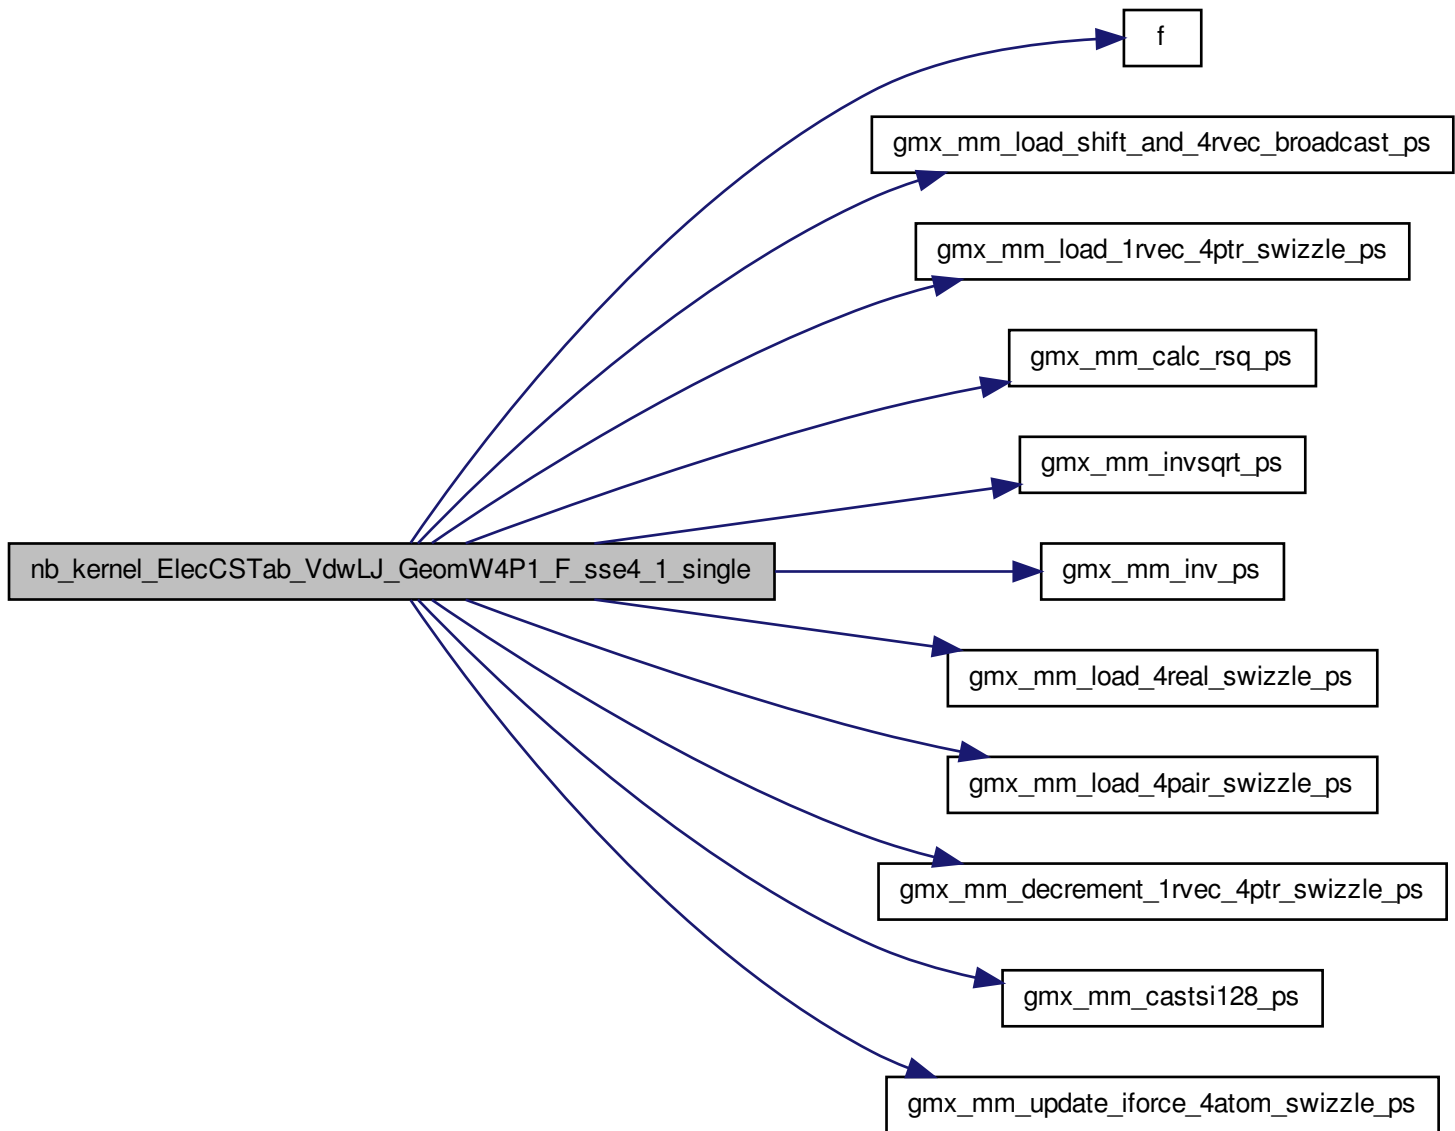 f
gmx_mm_load_shift_and_4rvec_broadcast_ps
gmx_mm_load_1rvec_4ptr_swizzle_ps
gmx_mm_calc_rsq_ps
gmx_mm_invsqrt_ps
nb_kernel_ElecCSTab_VdwLJ_GeomW4P1_F_sse4_1_single
gmx_mm_inv_ps
gmx_mm_load_4real_swizzle_ps
gmx_mm_load_4pair_swizzle_ps
gmx_mm_decrement_1rvec_4ptr_swizzle_ps
gmx_mm_castsi128_ps
gmx_mm_update_iforce_4atom_swizzle_ps